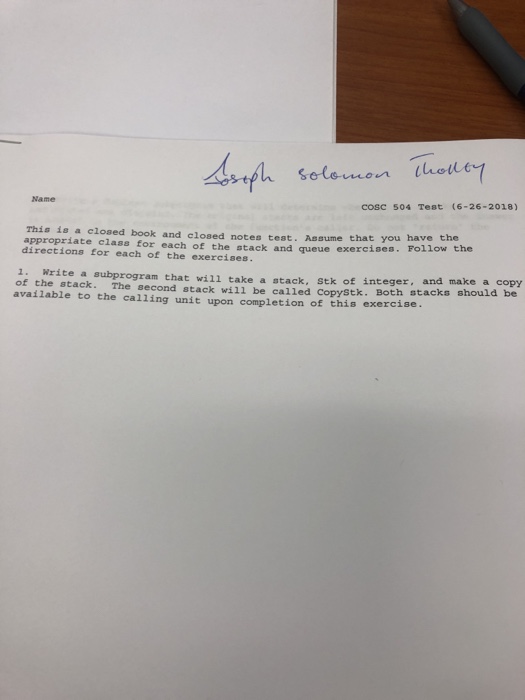 Joseph Solomon
Name
COSC 504 Test (6-26-2018)
This is a closed book and closed notes test. Assume that you have the
appropriate class for each of the stack and queue exercises. Follow the
directions for each of the exercises.
1. Write a subprogram that will take a stack, Stk of integer, and make a copy
of the stack. The second stack will be called CopyStk. Both stacks should be
available to the calling unit upon completion of this exercise.